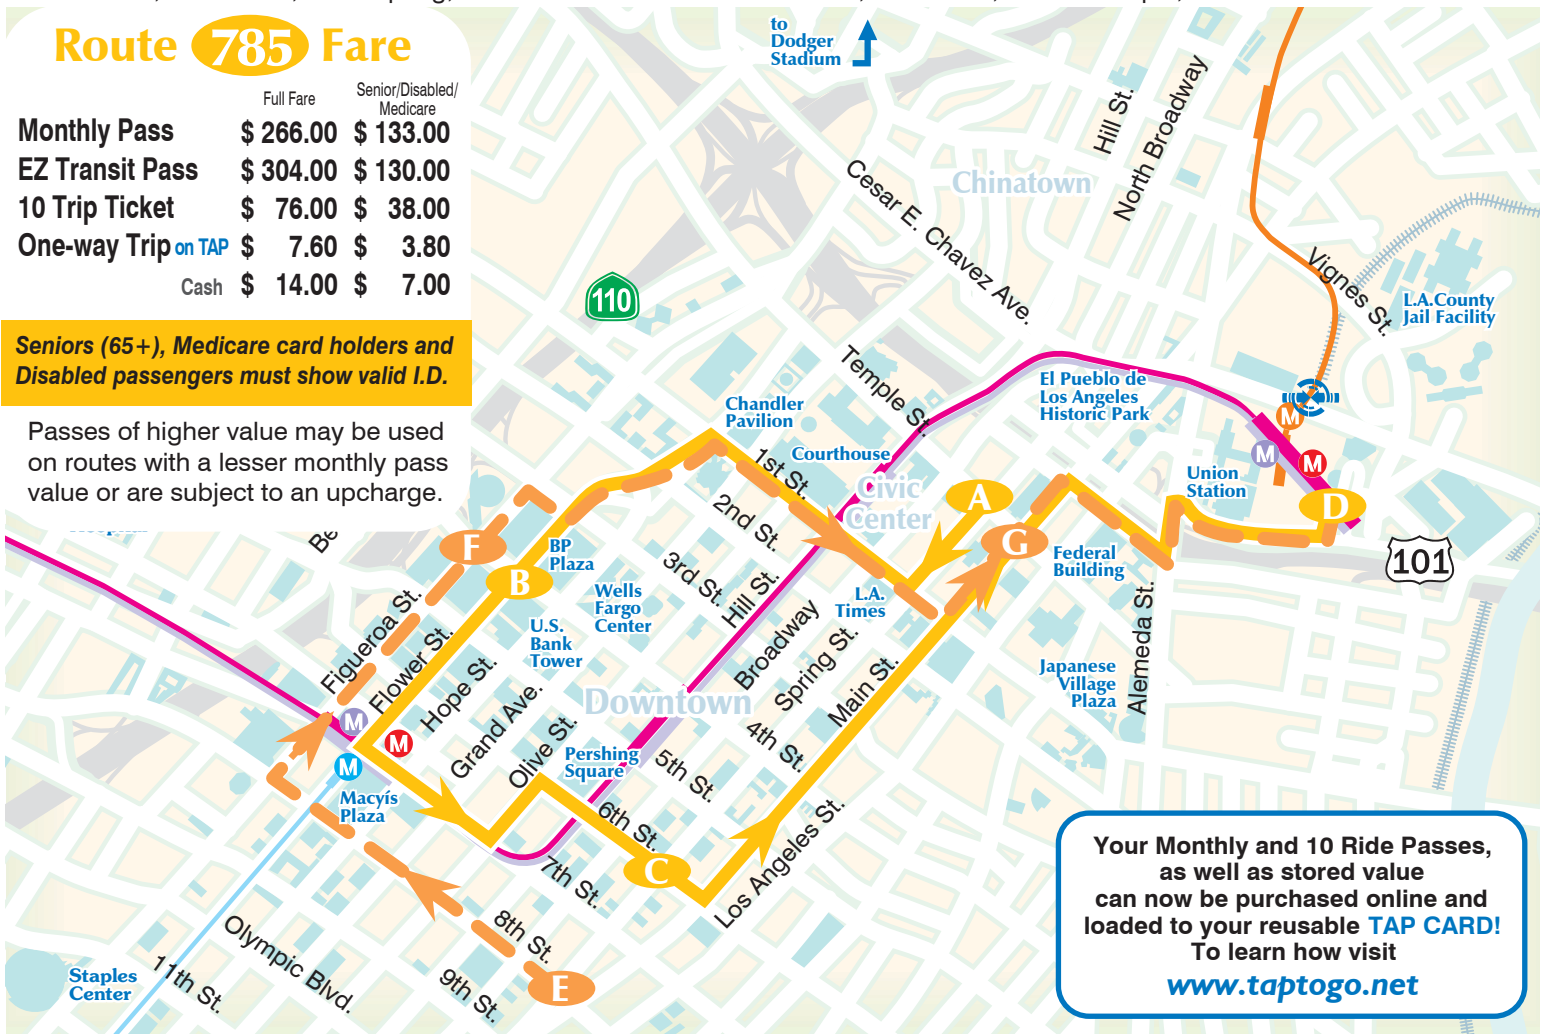 Route 785 Fare
Full Fare
Senior/Disabled/
Medicare
Monthly Pass $ 266.00 $ 133.00
EZ Transit Pass $ 304.00 $ 130.00
10 Trip Ticket $ 76.00 $ 38.00
One-way Trip on TAP $ 7.60 $ 3.80
Cash $ 14.00 $ 7.00
Seniors (65+), Medicare card holders and
Disabled passengers must show valid I.D.
Passes of higher value may be used
on routes with a lesser monthly pass
value or are subject to an upcharge.
to
Dodger
Stadium
Hill St.
North Broadway
Chinatown
Cesar E. Chavez Ave.
Vignes St.
L.A.County
Jail Facility
110
Temple St.
El Pueblo de
Los Angeles
Historic Park
M
M
M
Chandler
Pavilion
Courthouse
1st St.
Civic
Center
Union
Station
A
D
2nd St.
F
G
BP
Plaza
B
3rd St.
Hill St.
Federal
Building
101
Wells
Fargo
Center
L.A.
Times
Figueroa St.
Flower St.
U.S.
Bank
Tower
Broadway
Spring St.
Main St.
Alemeda St.
Japanese
Village
Plaza
Hope St.
Downtown
Grand Ave.
Olive St.
M
M
M
Pershing
Square
4th St.
5th St.
Macyís
Plaza
6th St.
C
7th St.
Los Angeles St.
8th St.
E
9th St.
Olympic Blvd.
11th St.
Staples
Center
Your Monthly and 10 Ride Passes,
as well as stored value
can now be purchased online and
loaded to your reusable TAP CARD!
To learn how visit
www.taptogo.net